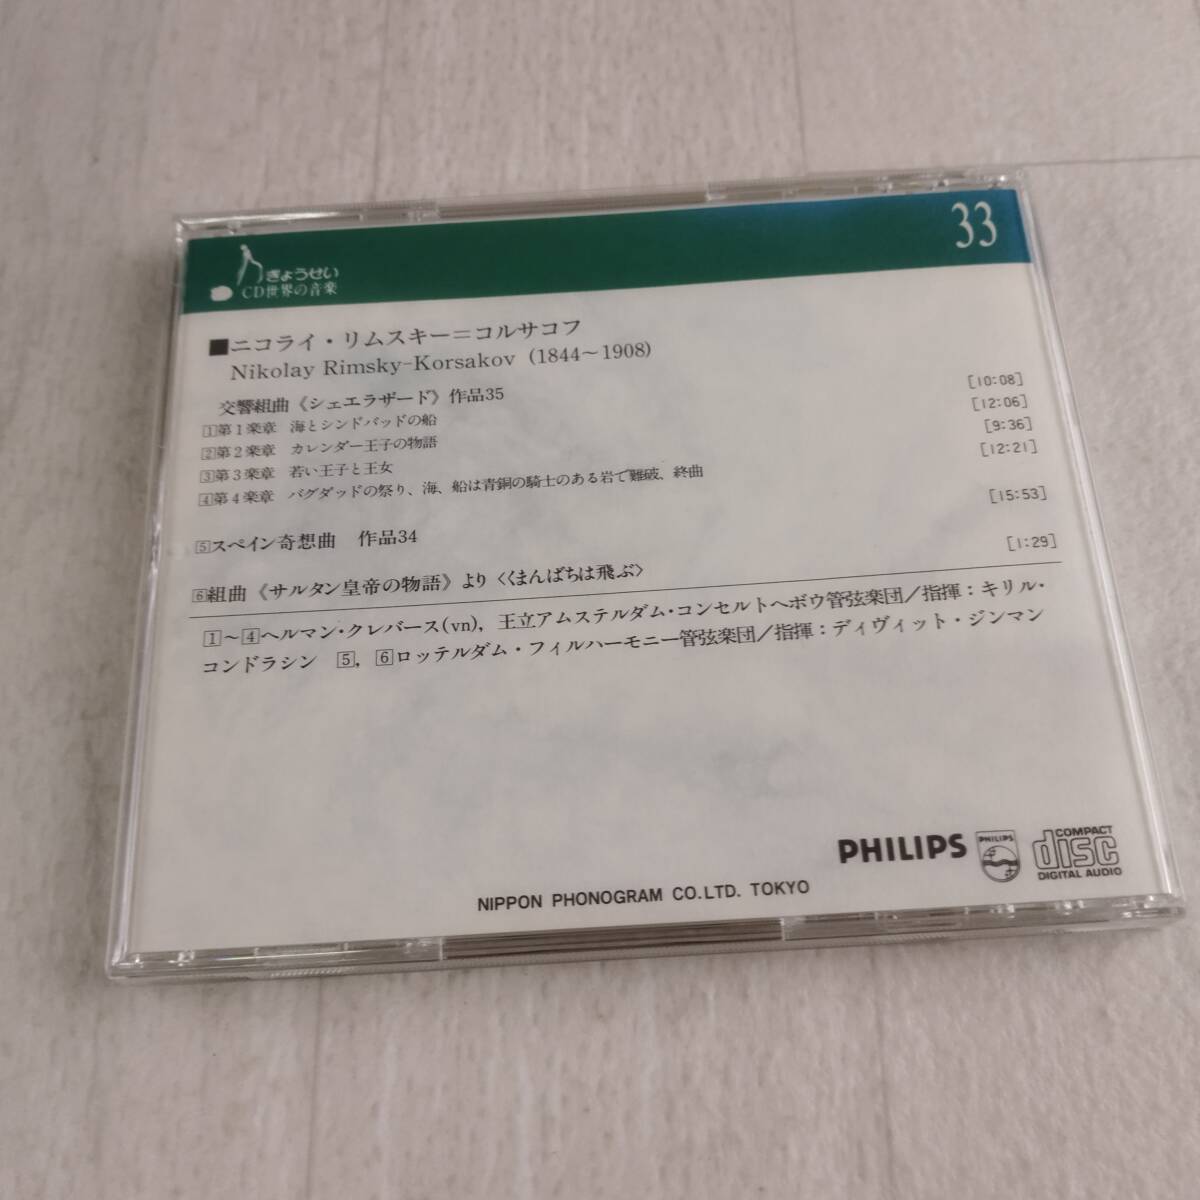 33
ぎょうせい
CD世界の音楽
■ニコライ・リムスキー＝コルサコフ
Nikolay Rimsky-Korsakov (1844～1908)
交響組曲《シェエラザード》作品35
1第1楽章 海とシンドバッドの船 [10:08]
2第2楽章 カレンダー王子の物語 [12:06]
3第3楽章 若い王子と王女 [9:36]
4第4楽章 バグダッドの祭り、海、船は青銅の騎士のある岩で難破、終曲 [12:21]
5スペイン奇想曲 作品34 [15:53]
6組曲《サルタン皇帝の物語》より〈くまんばちは飛ぶ〉 [1:29]
1～4ヘルマン・クレバース(vn), 王立アムステルダム・コンセルトヘボウ管弦楽団／指揮：キリル・
コンドラシン 5, 6ロッテルダム・フィルハーモニー管弦楽団／指揮：ディヴィット・ジンマン
PHILIPS
PHILIPS
COMPACT
disc
DIGITAL AUDIO
NIPPON PHONOGRAM CO.LTD. TOKYO